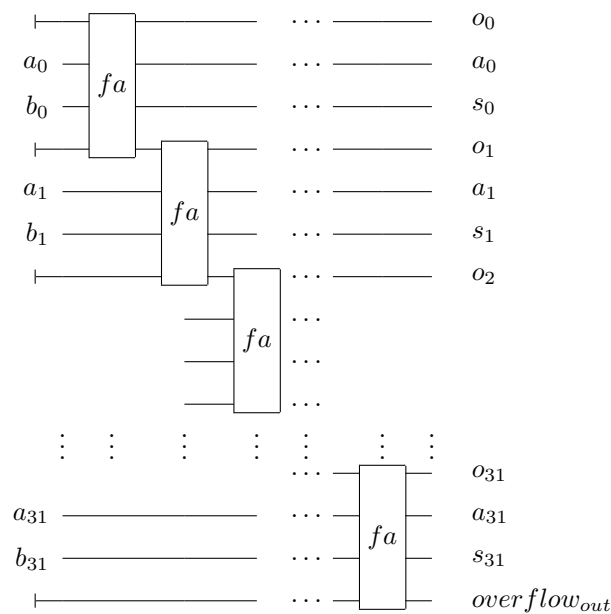 ⋯ o₀
a₀ ⋯ a₀
fa
b₀ ⋯ s₀
⋯ o₁
a₁ ⋯ a₁
fa
b₁ ⋯ s₁
⋯ o₂
⋯
fa
⋯
⋯
⋮ ⋮ ⋮ ⋮ ⋮ ⋮ ⋮
⋯ o₃₁
a₃₁ ⋯ a₃₁
fa
b₃₁ ⋯ s₃₁
⋯ overflowₒᵤₜ